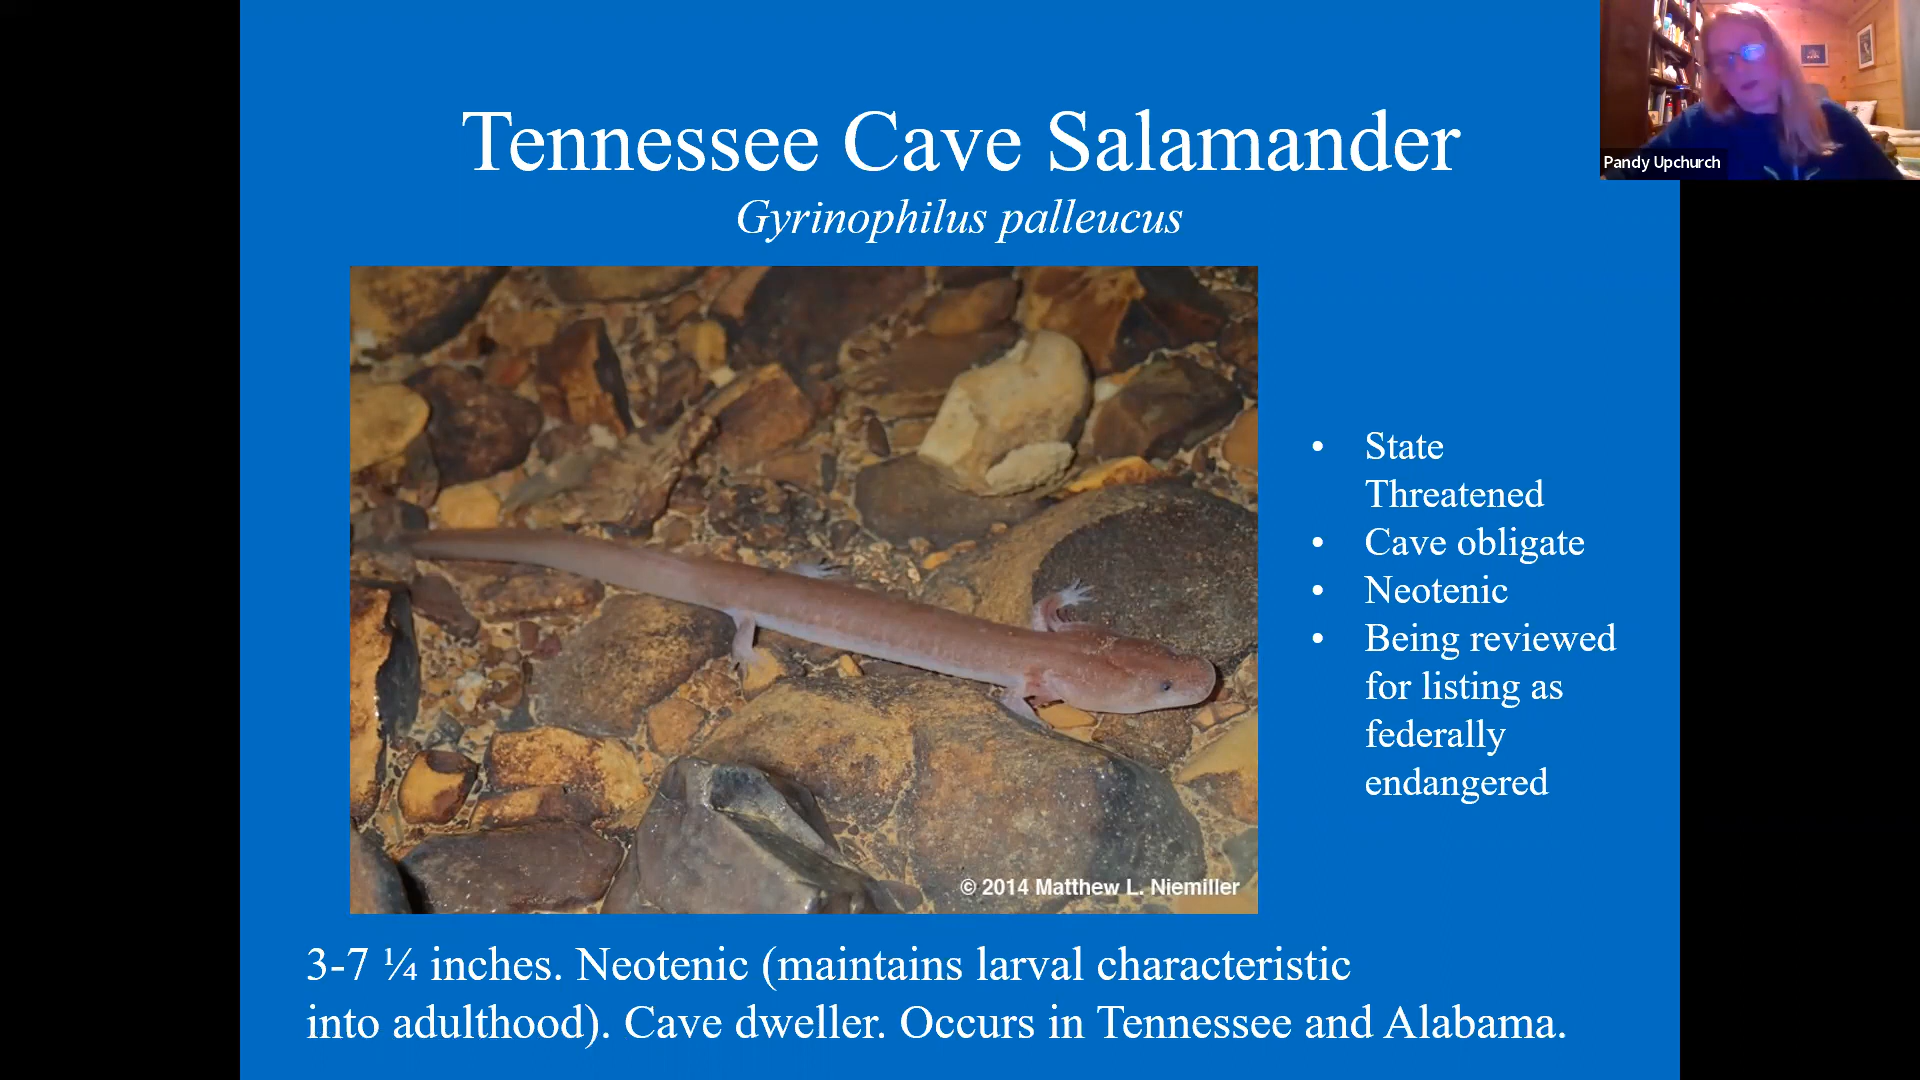 Tennessee Cave Salamander
Gyrinophilus palleucus
Pandy Upchurch
• State
Threatened
• Cave obligate
• Neotenic
• Being reviewed
for listing as
federally
endangered
© 2014 Matthew L. Niemiller
3-7 ¼ inches. Neotenic (maintains larval characteristic
into adulthood). Cave dweller. Occurs in Tennessee and Alabama.